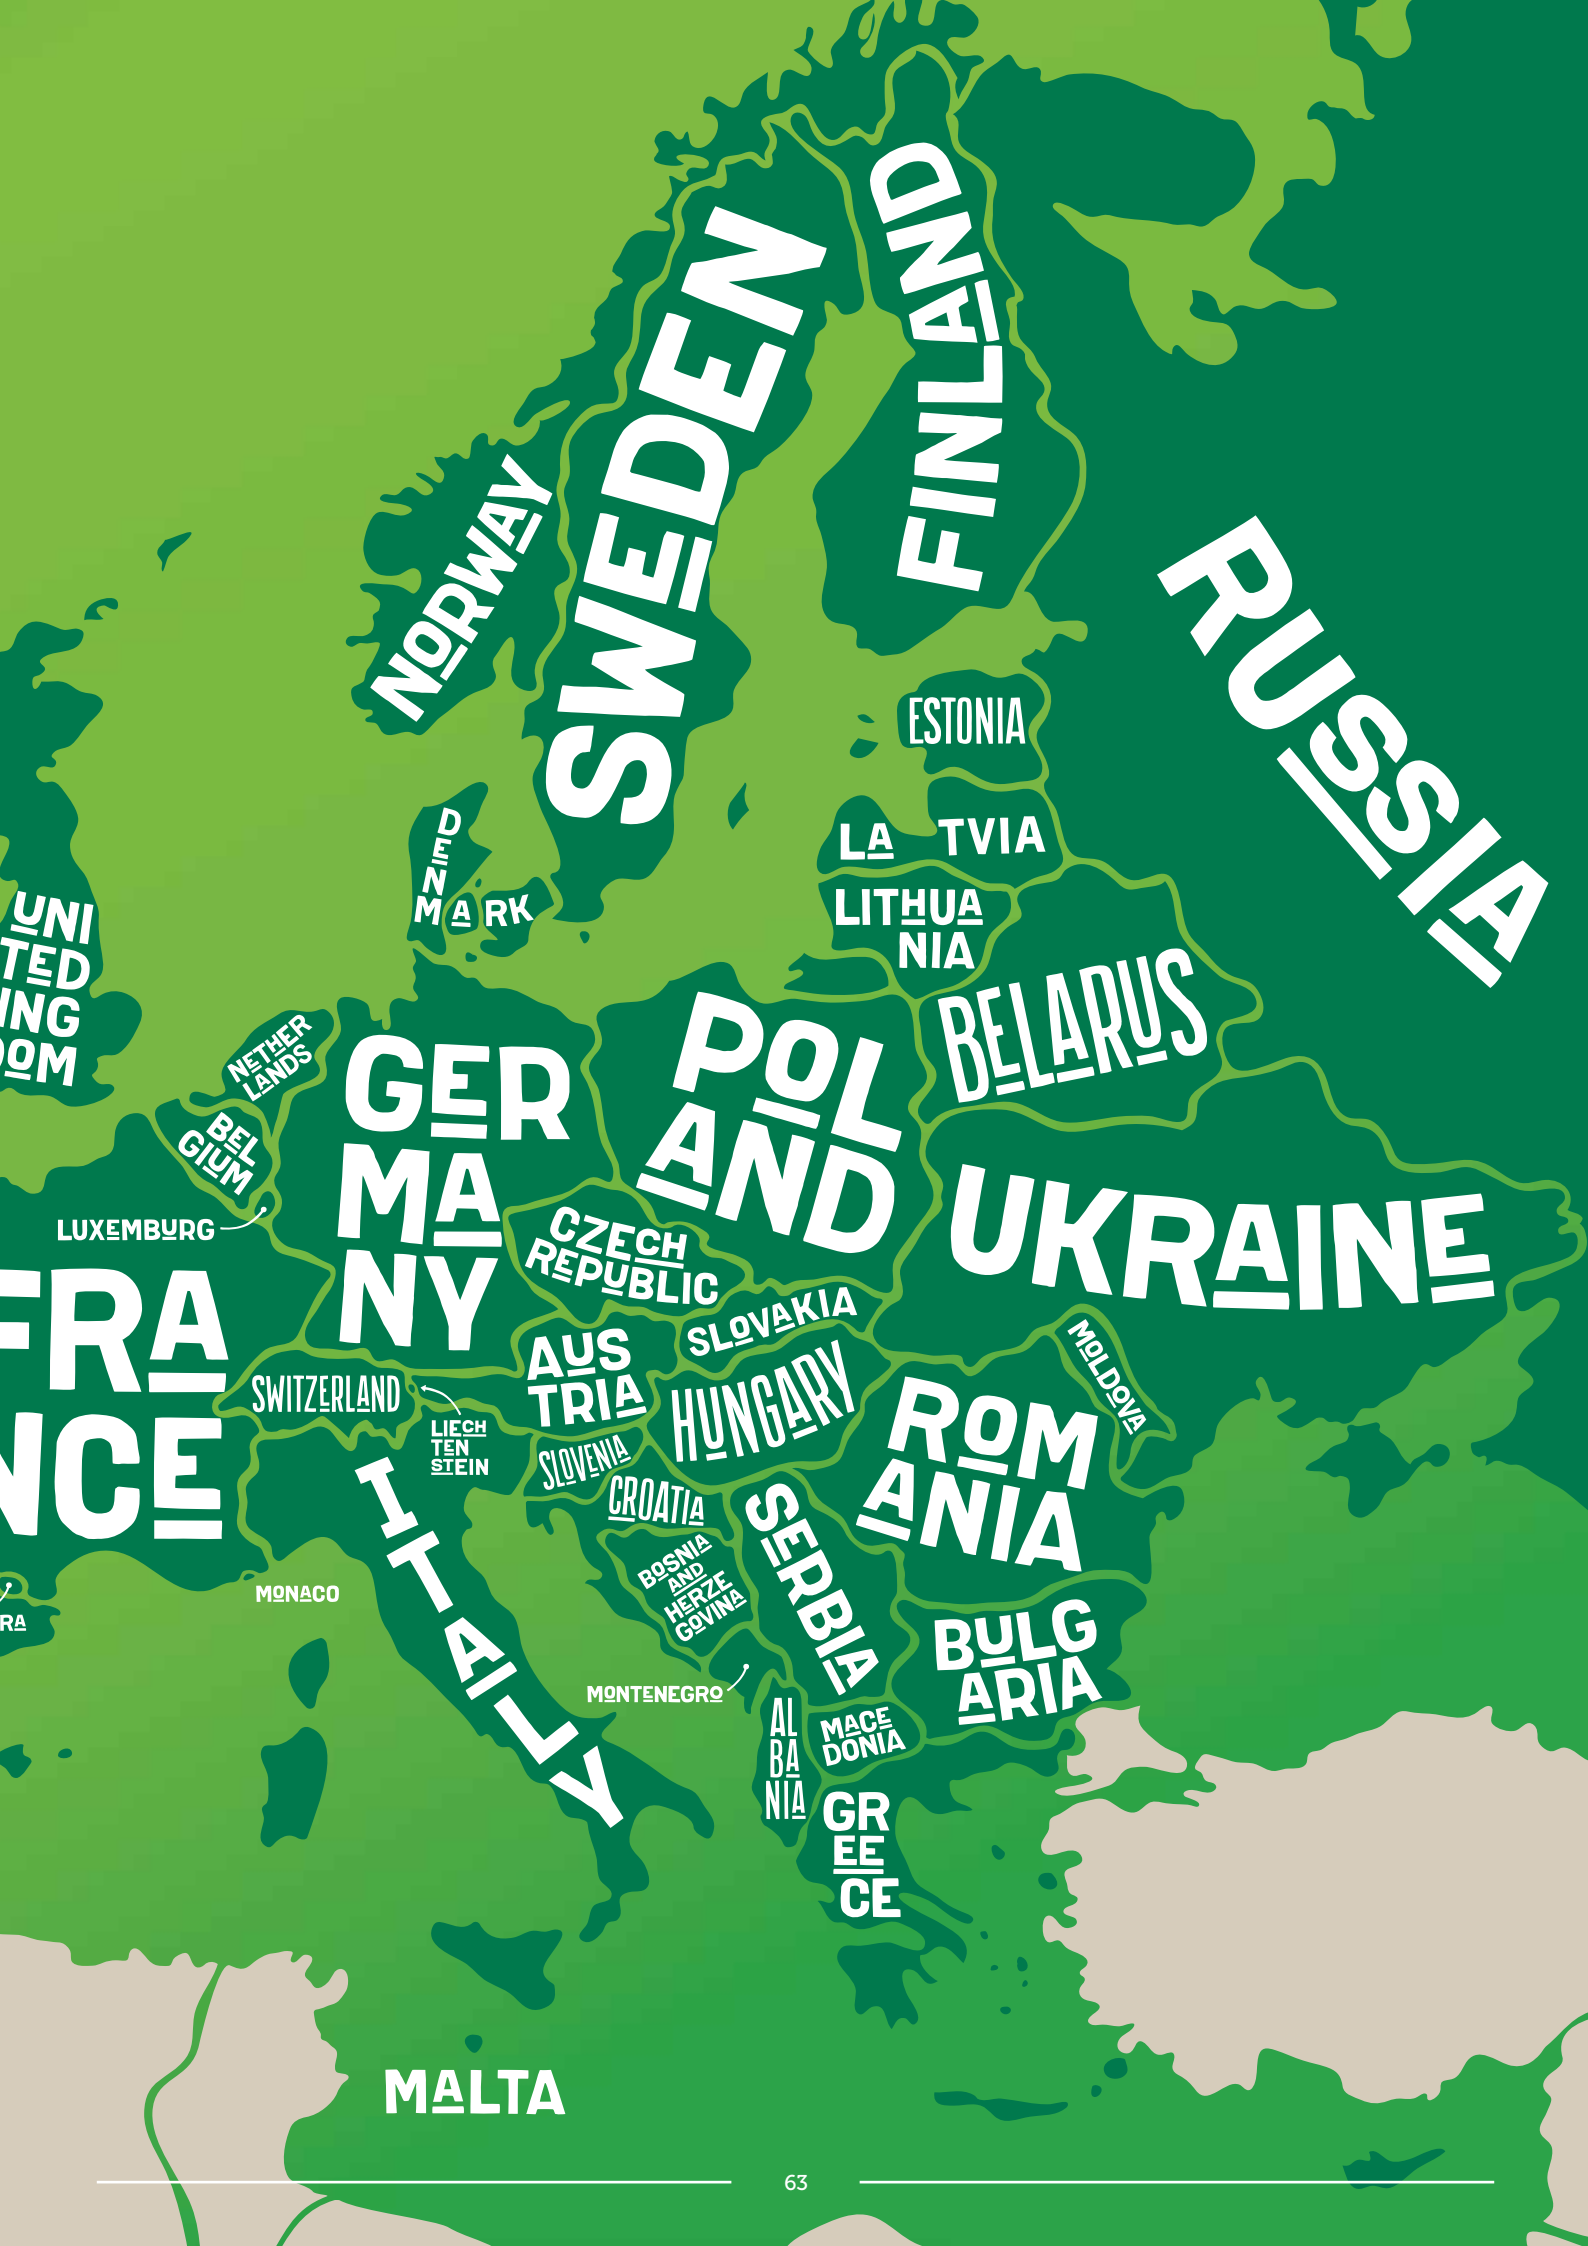 SWEDEN
FINLAND
NORWAY
RUSSIA
ESTONIA
D
E
N
MARK
LA TVIA
LITHUA
NIA
UNI
TED
ING
OM
BELARUS
POL
AND
NETHER
LANDS
GER
MA
NY
BEL
GIUM
LUXEMBURG
UKRAINE
CZECH
REPUBLIC
SLOVAKIA
FRA
NCE
AUS
TRIA
SWITZERLAND
LIECH
TEN
STEIN
HUNGARY
MOLDOVA
ROM
ANIA
SLOVENIA
CROATIA
ITALY
SERBIA
BOSNIA
AND
HERZE
GOVINA
MONACO
RA
BULG
ARIA
MONTENEGRO
AL
BA
NIA
MACE
DONIA
GR
EE
CE
MALTA
63